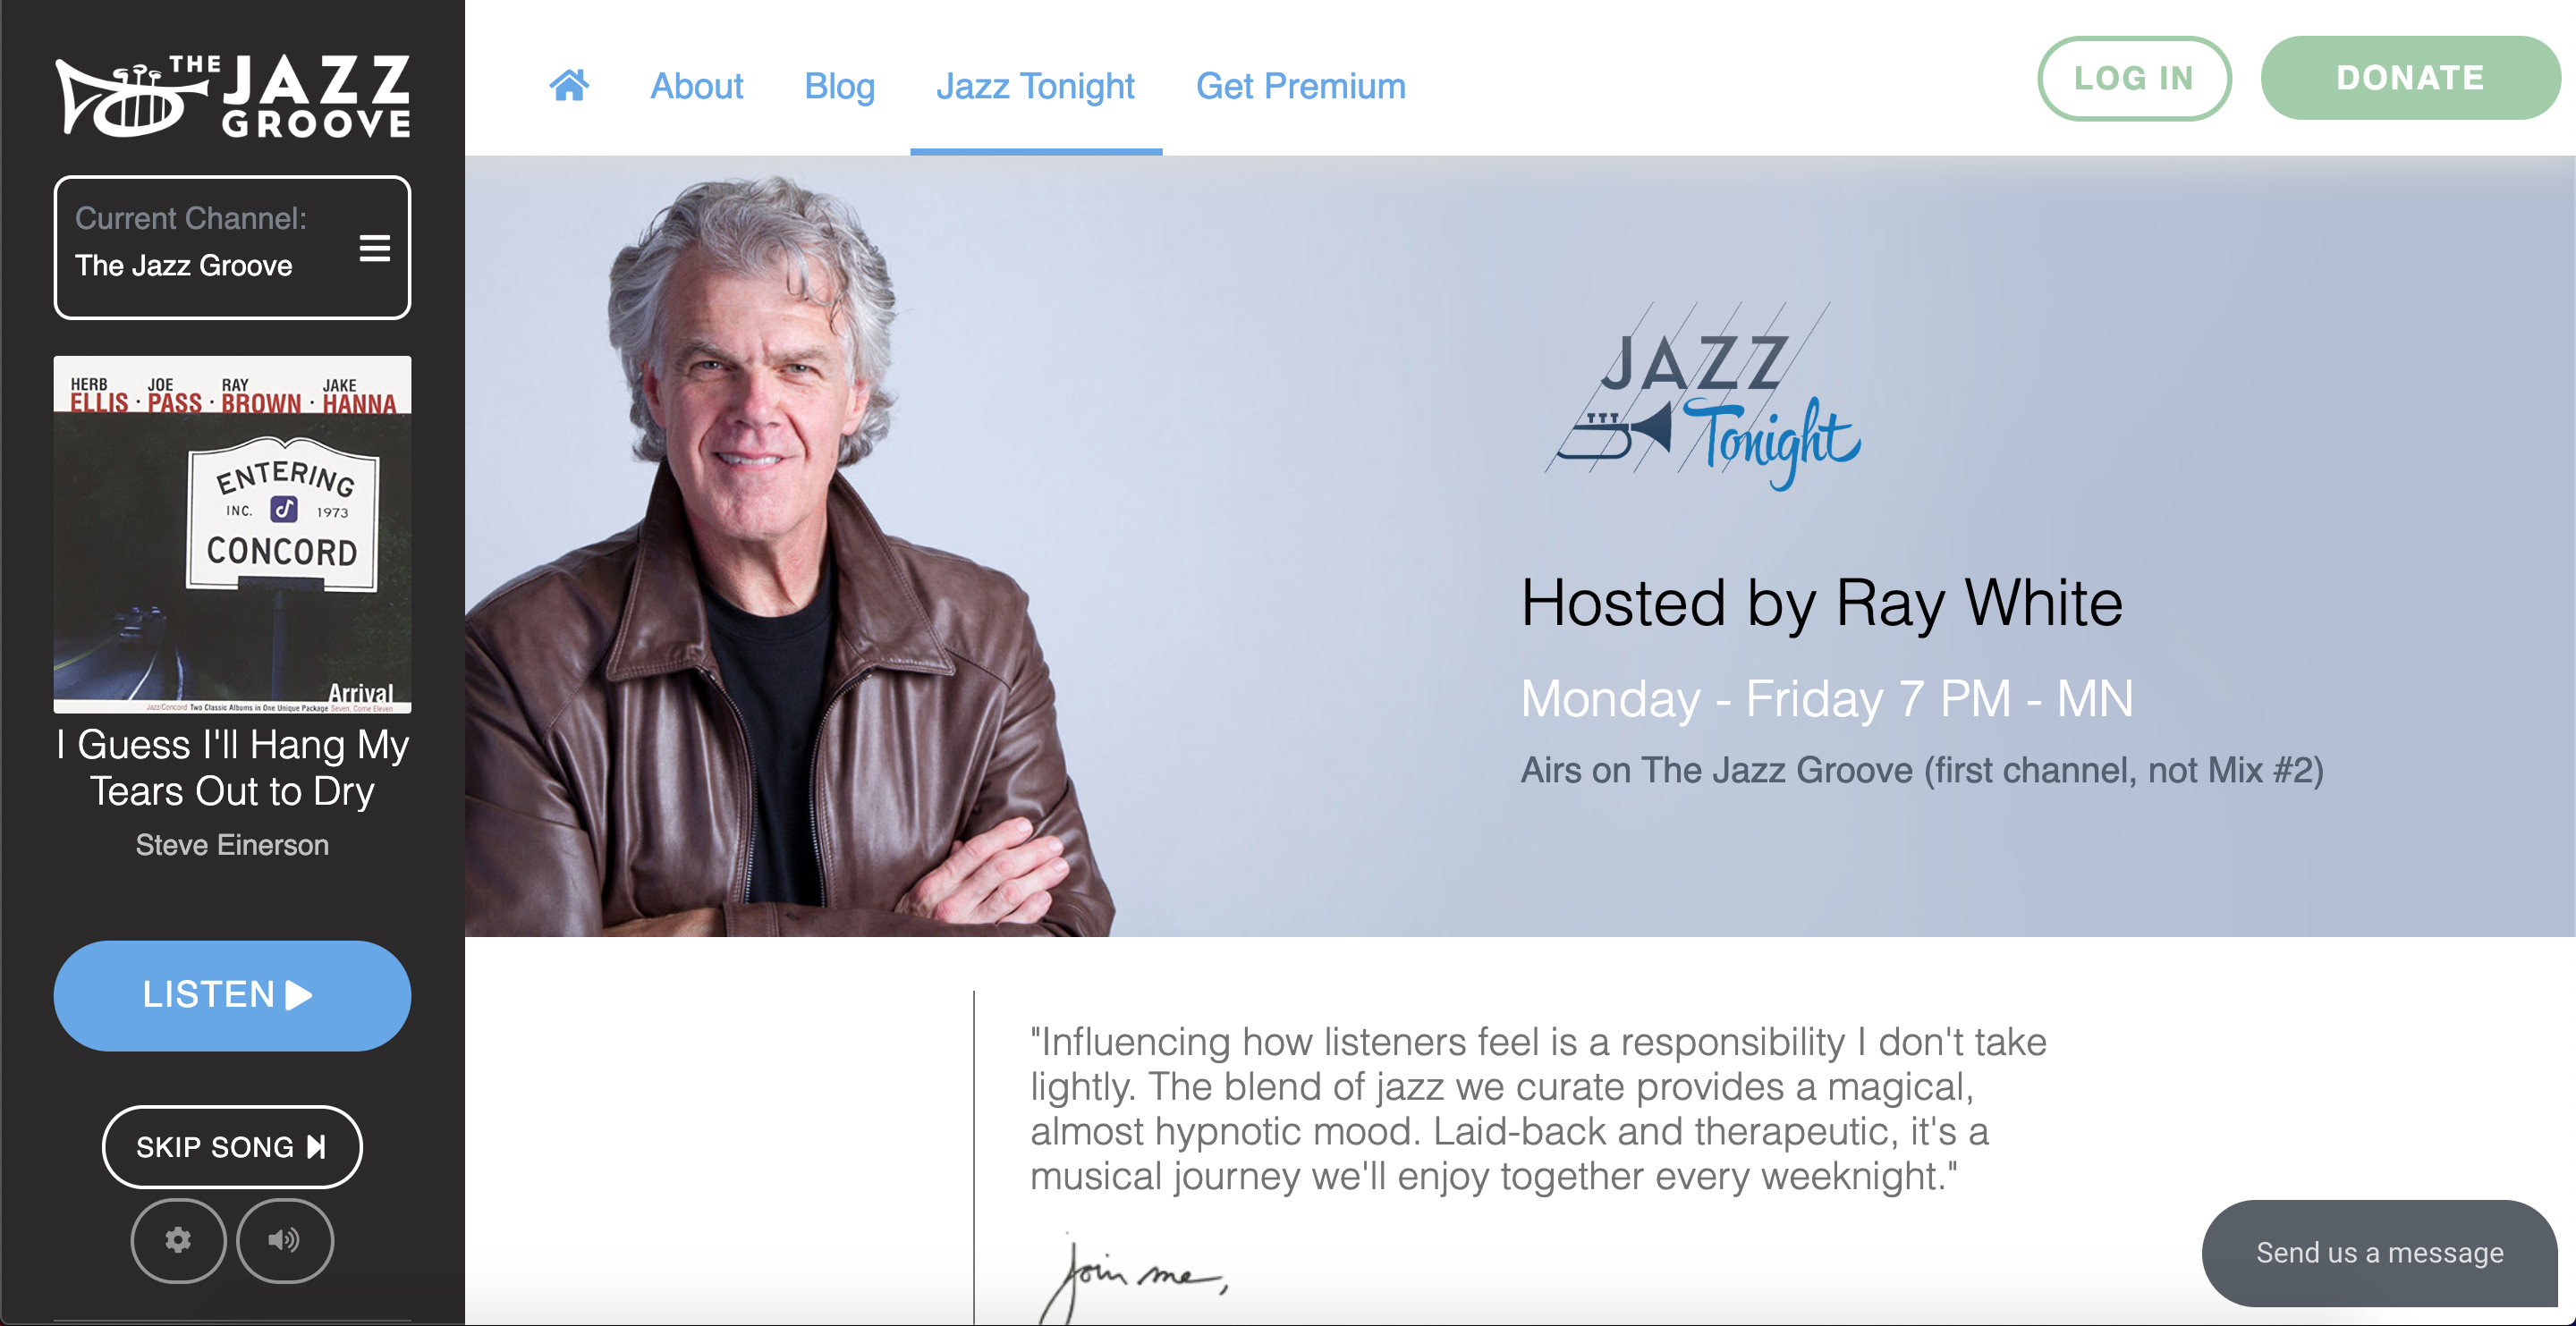 THE JAZZ
GROOVE
Current Channel:
The Jazz Groove
HERB JOE RAY JAKE
ELLIS · PASS · BROWN · HANNA
ENTERING
INC. 1973
CONCORD
Arrival
Jazz/Concord Two Classic Albums in One Unique Package Seven, Come Eleven
I Guess I'll Hang My
Tears Out to Dry
Steve Einerson
LISTEN
SKIP SONG
About Blog Jazz Tonight Get Premium
LOG IN DONATE
JAZZ
Tonight
Hosted by Ray White
Monday - Friday 7 PM - MN
Airs on The Jazz Groove (first channel, not Mix #2)
"Influencing how listeners feel is a responsibility I don't take
lightly. The blend of jazz we curate provides a magical,
almost hypnotic mood. Laid-back and therapeutic, it's a
musical journey we'll enjoy together every weeknight."
Join me,
Send us a message